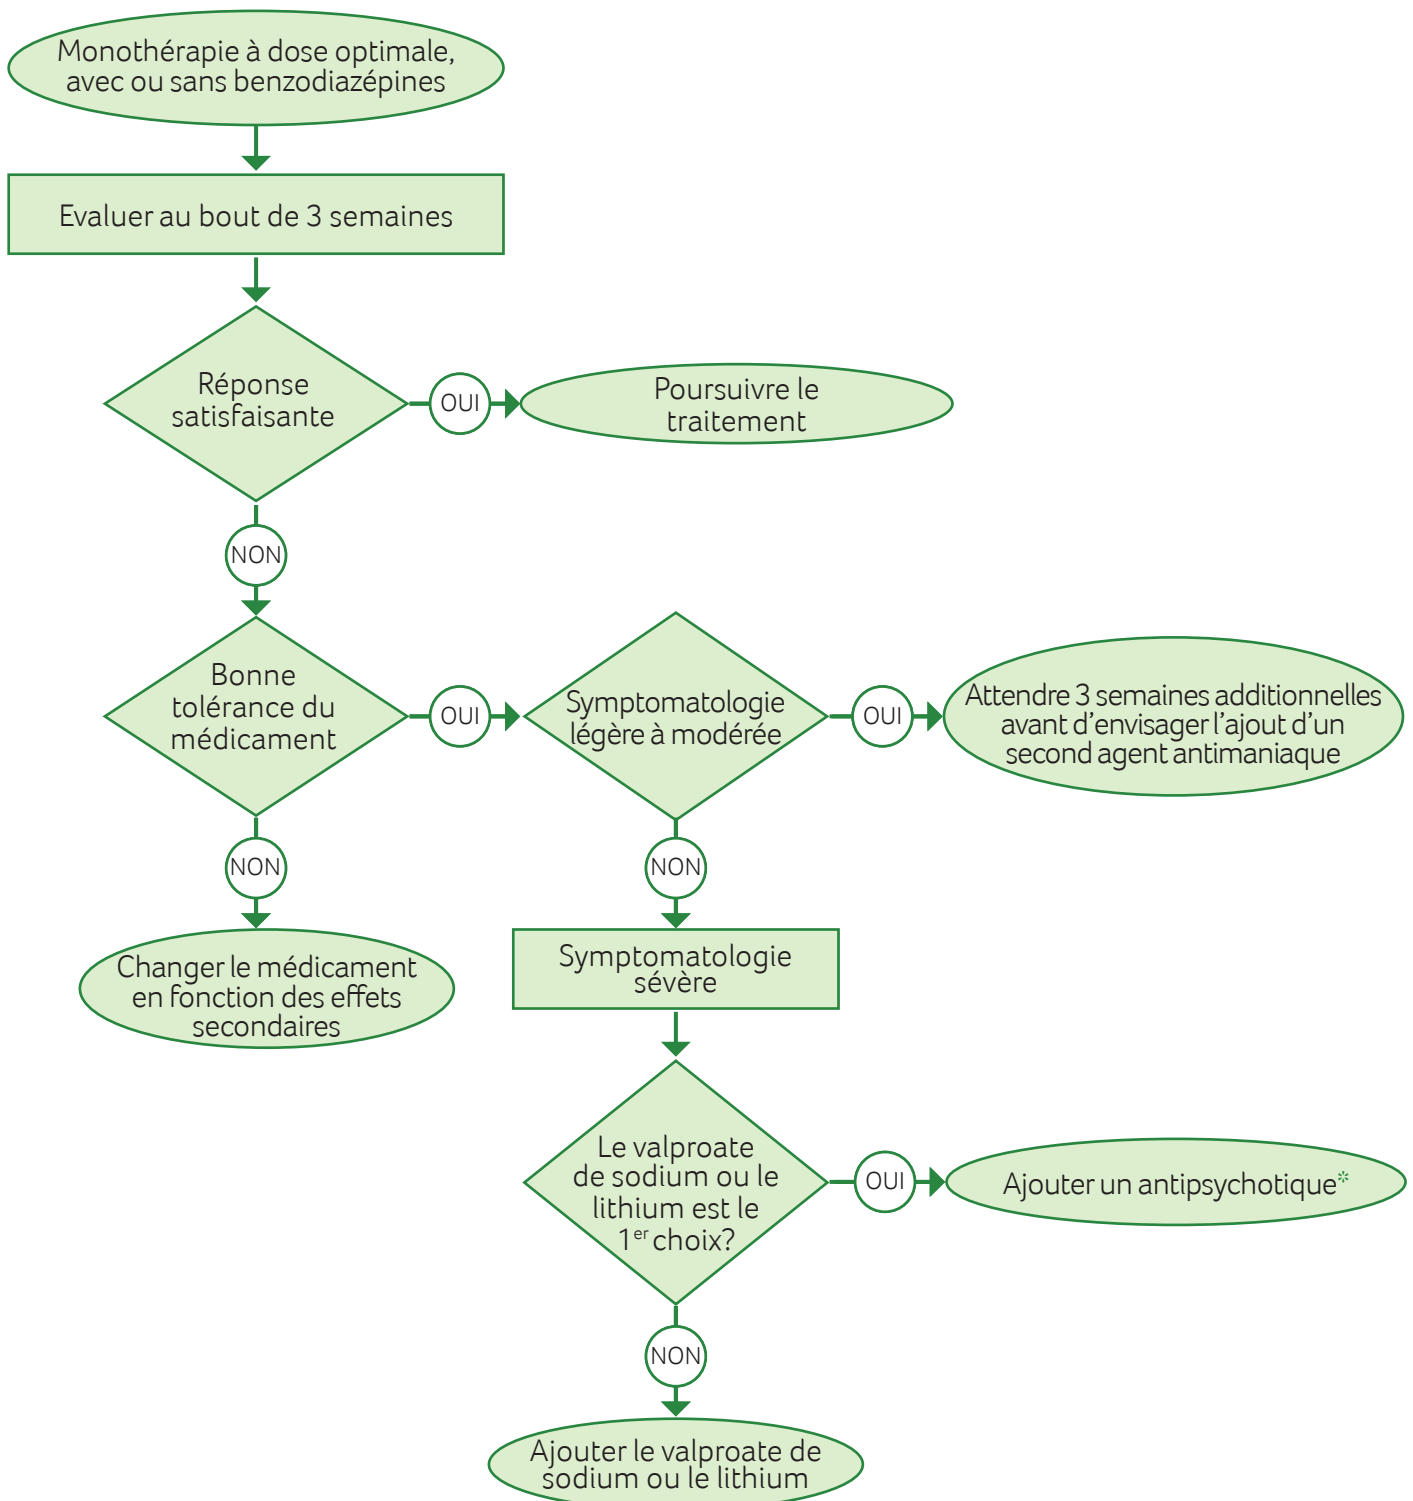 Monothérapie à dose optimale,
avec ou sans benzodiazépines
Evaluer au bout de 3 semaines
Réponse
satisfaisante
OUI
Poursuivre le
traitement
NON
Bonne
tolérance du
médicament
OUI
Symptomatologie
légère à modérée
OUI
Attendre 3 semaines additionnelles
avant d'envisager l'ajout d'un
second agent antimaniaque
NON
NON
Changer le médicament
en fonction des effets
secondaires
Symptomatologie
sévère
Le valproate
de sodium ou le
lithium est le
1er choix?
OUI
Ajouter un antipsychotique*
NON
Ajouter le valproate de
sodium ou le lithium